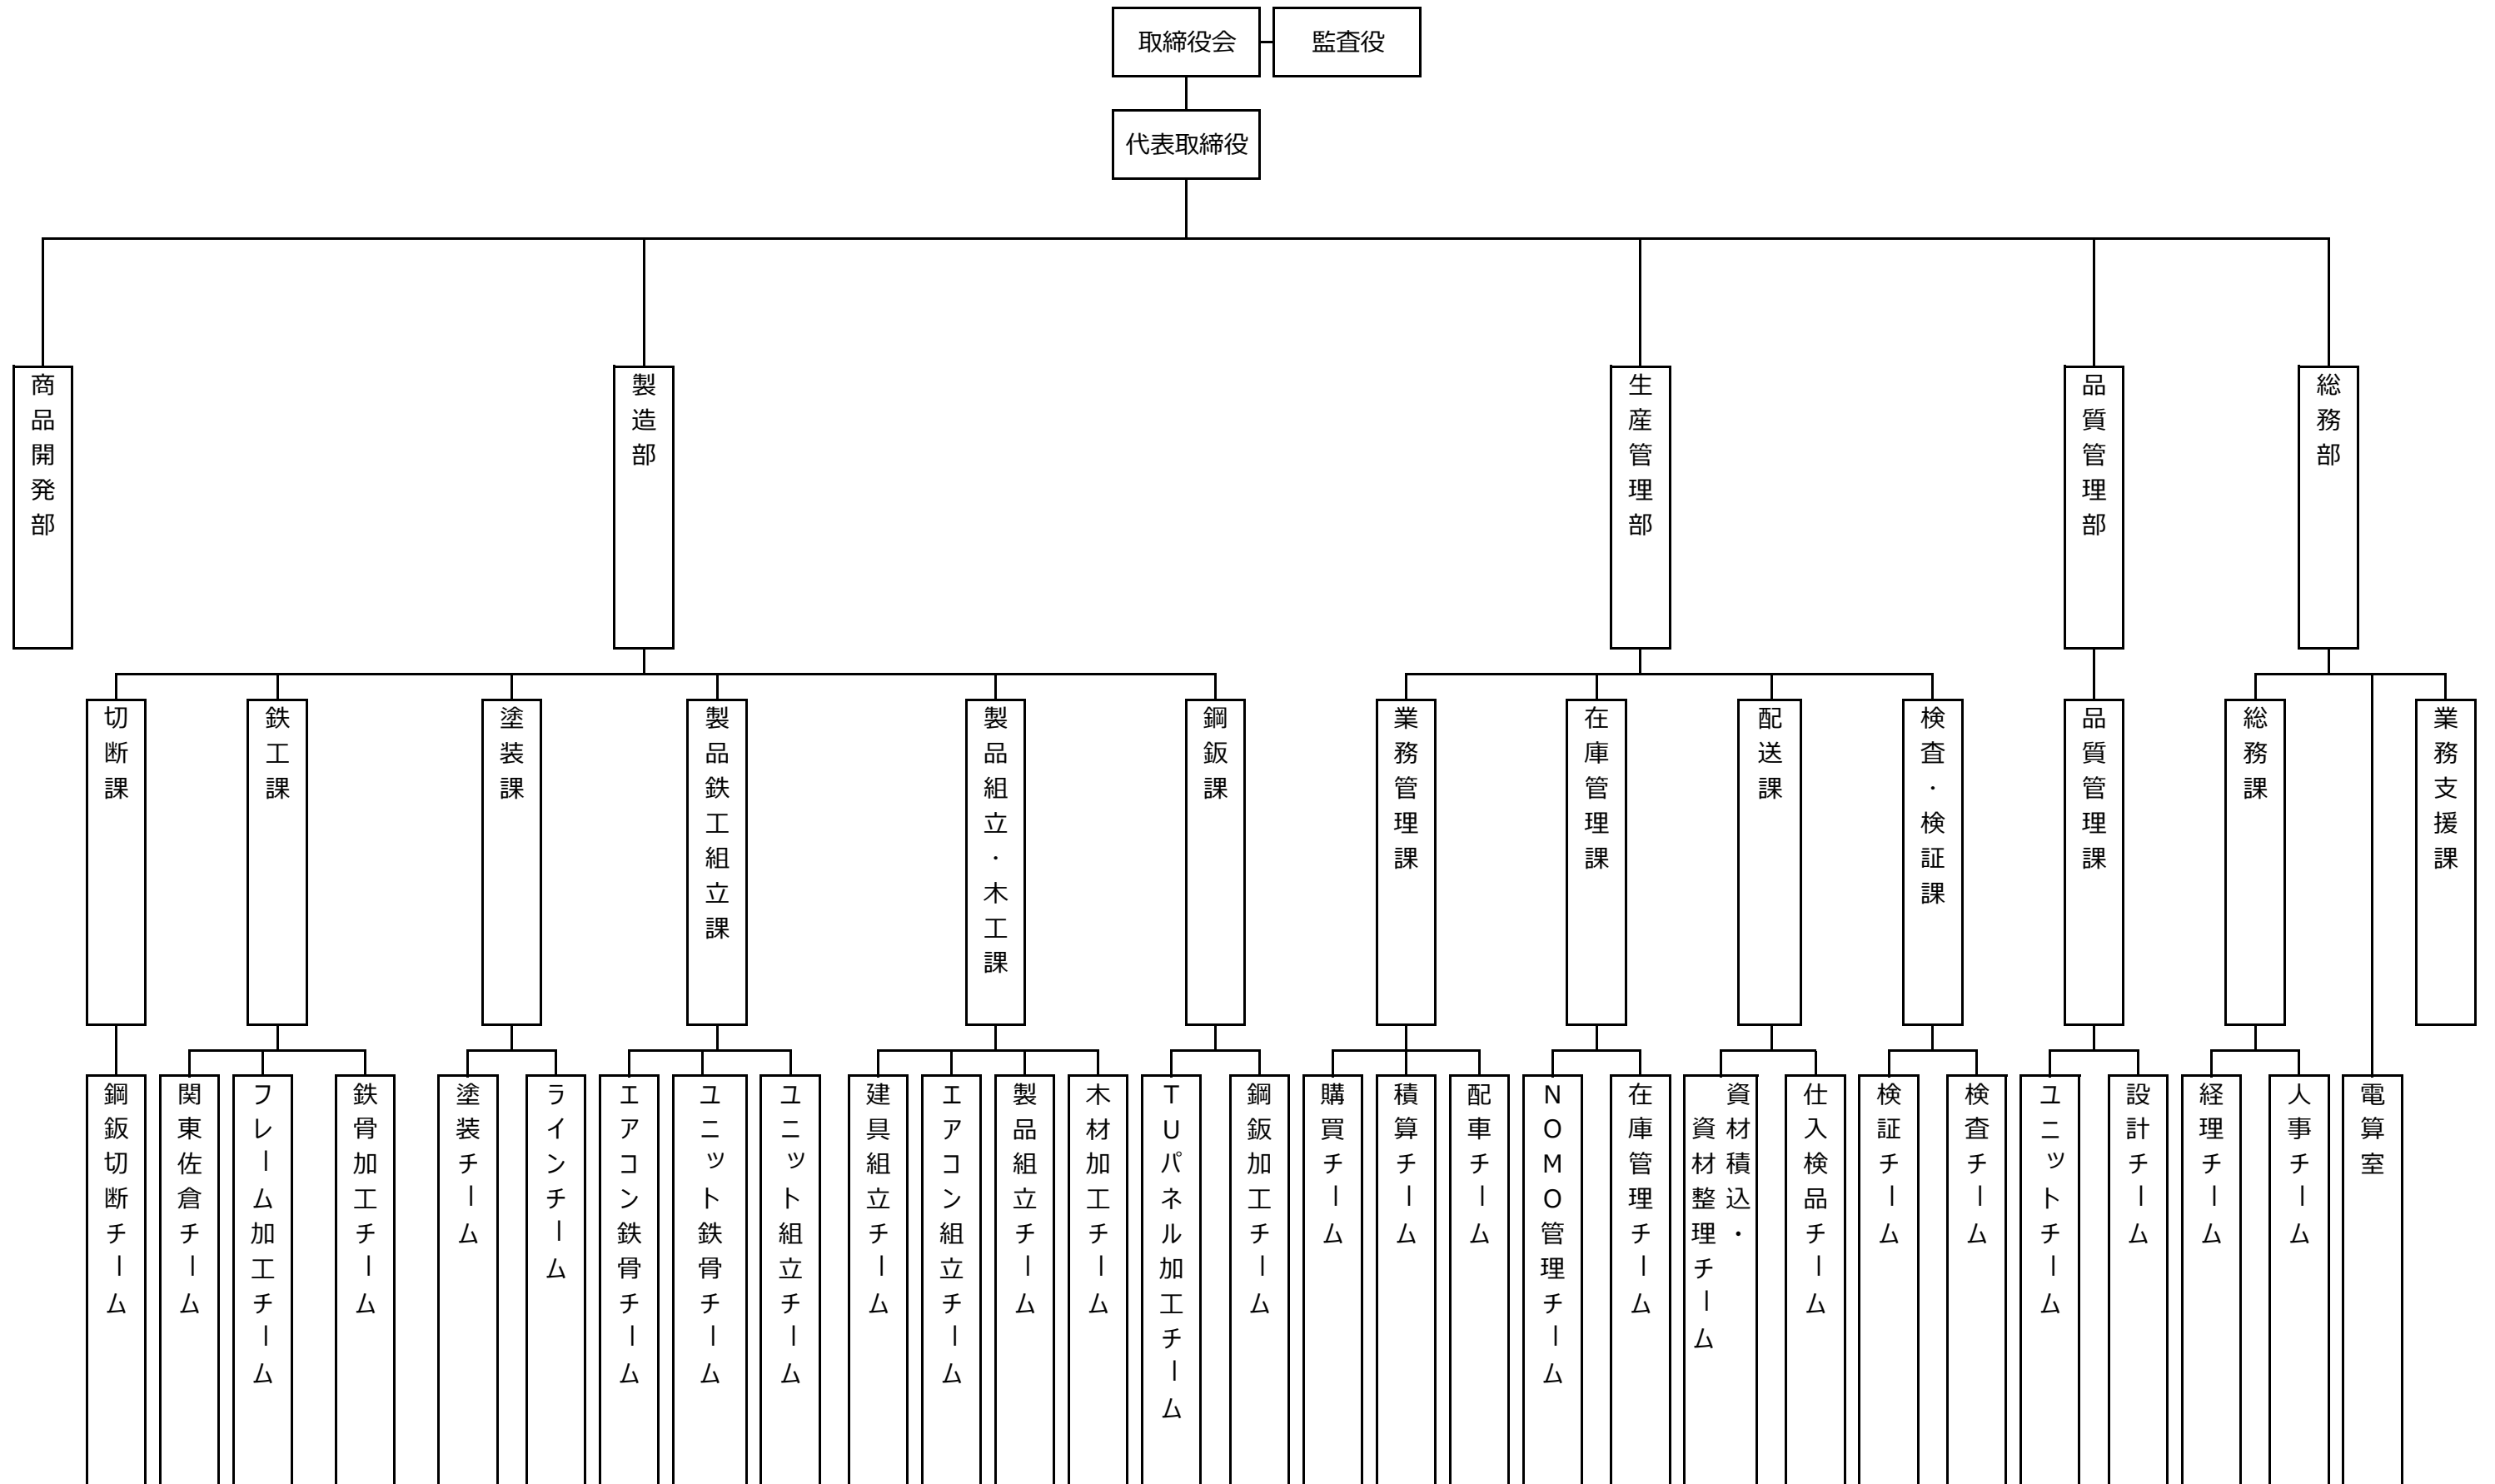 取締役会
監査役
代表取締役
商品開発部
製造部
生産管理部
品質管理部
総務部
切断課
鉄工課
塗装課
製品鉄工組立課
製品組立・木工課
鋼鈑課
業務管理課
在庫管理課
配送課
検査・検証課
品質管理課
総務課
業務支援課
鋼鈑切断チーム
関東佐倉チーム
フレーム加工チーム
鉄骨加工チーム
塗装チーム
ラインチーム
エアコン鉄骨チーム
ユニット鉄骨チーム
ユニット組立チーム
建具組立チーム
エアコン組立チーム
製品組立チーム
木材加工チーム
TUパネル加工チーム
鋼鈑加工チーム
購買チーム
積算チーム
配車チーム
NOMO管理チーム
在庫管理チーム
資材積込・
資材整理チーム
仕入検品チーム
検証チーム
検査チーム
ユニットチーム
設計チーム
経理チーム
人事チーム
電算室